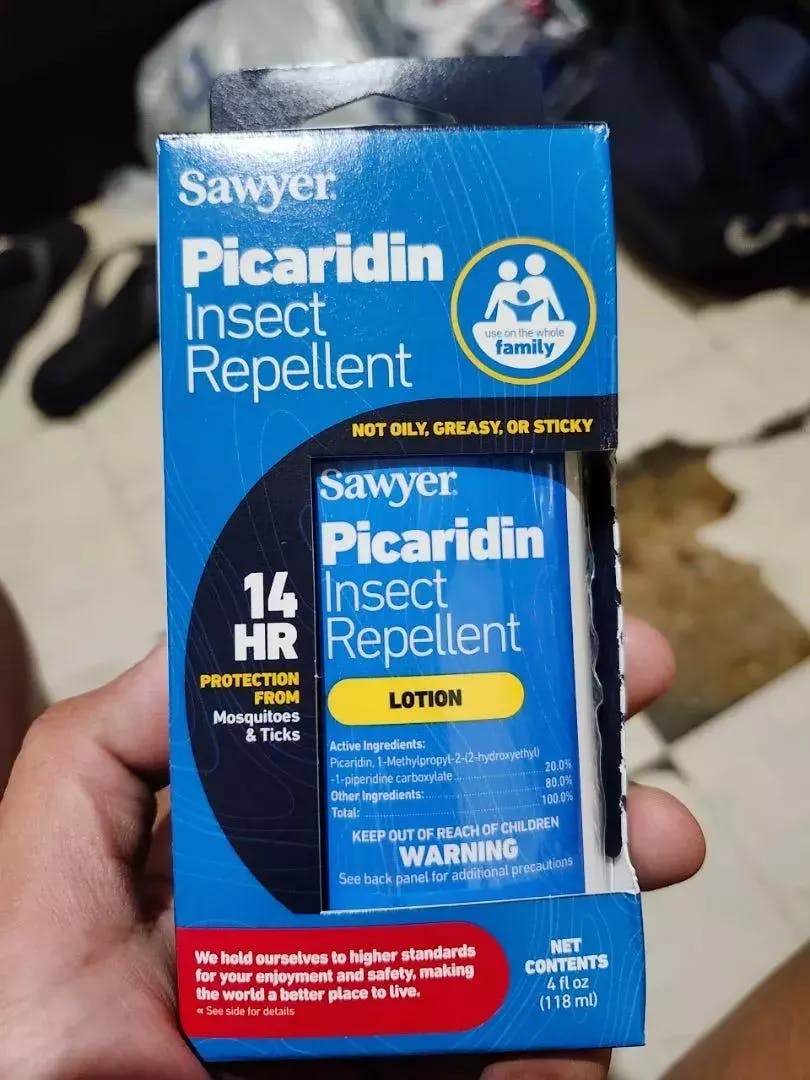 Sawyer.
Picaridin
Insect
Repellent
use on the whole
family
NOT OILY, GREASY, OR STICKY
14
HR
PROTECTION
FROM
Mosquitoes
& Ticks
Sawyer.
Picaridin
Insect
Repellent
LOTION
Active Ingredients:
Picaridin, 1-Methylpropyl-2-(2-hydroxyethyl)
-1-piperidine carboxylate 20.0%
Other Ingredients: 80.0%
Total: 100.0%
KEEP OUT OF REACH OF CHILDREN
WARNING
See back panel for additional precautions
We hold ourselves to higher standards
for your enjoyment and safety, making
the world a better place to live.
« See side for details
NET
CONTENTS
4 fl oz
(118 ml)